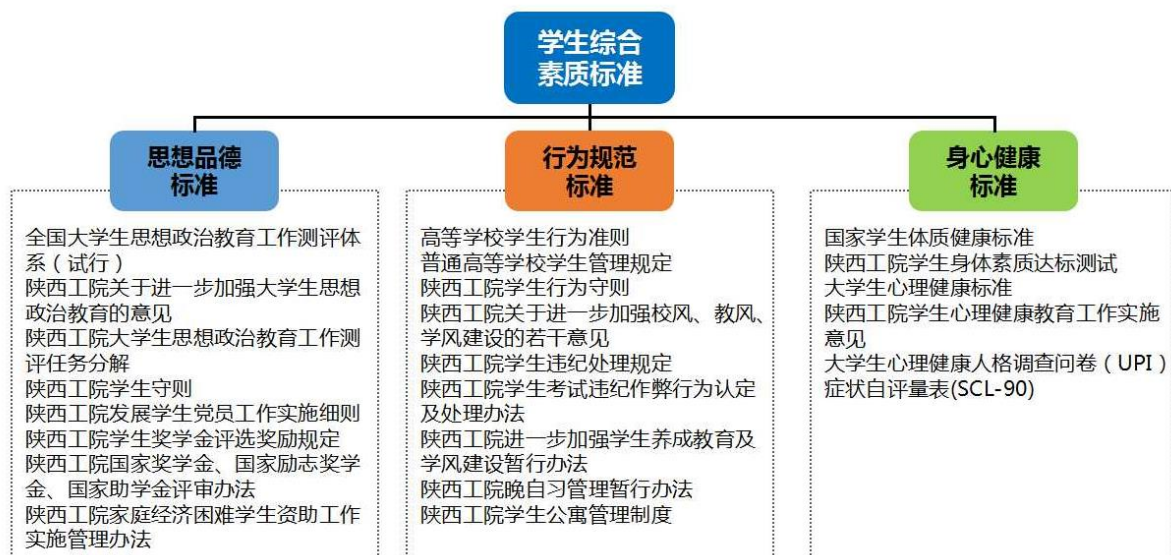 学生综合
素质标准
思想品德
标准
全国大学生思想政治教育工作测评体
系（试行）
陕西工院关于进一步加强大学生思想
政治教育的意见
陕西工院大学生思想政治教育工作测
评任务分解
陕西工院学生守则
陕西工院发展学生党员工作实施细则
陕西工院学生奖学金评选奖励规定
陕西工院国家奖学金、国家励志奖学
金、国家助学金评审办法
陕西工院家庭经济困难学生资助工作
实施管理办法
行为规范
标准
高等学校学生行为准则
普通高等学校学生管理规定
陕西工院学生行为守则
陕西工院关于进一步加强校风、教风、
学风建设的若干意见
陕西工院学生违纪处理规定
陕西工院学生考试违纪作弊行为认定
及处理办法
陕西工院进一步加强学生养成教育及
学风建设暂行办法
陕西工院晚自习管理暂行办法
陕西工院学生公寓管理制度
身心健康
标准
国家学生体质健康标准
陕西工院学生身体素质达标测试
大学生心理健康标准
陕西工院学生心理健康教育工作实施
意见
大学生心理健康人格调查问卷（UPI）
症状自评量表(SCL-90)